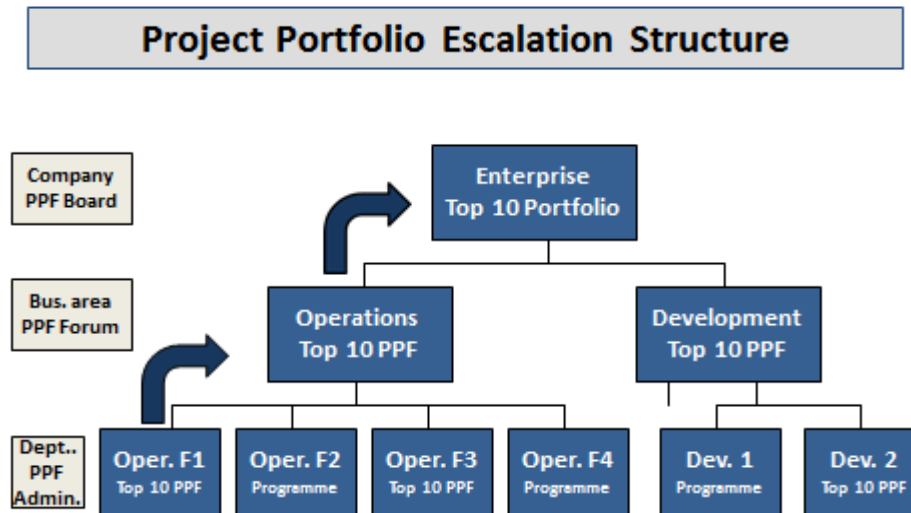 Project Portfolio Escalation Structure
Company
PPF Board
Enterprise
Top 10 Portfolio
Bus. area
PPF Forum
Operations
Top 10 PPF
Development
Top 10 PPF
Dept..
PPF
Admin.
Oper. F1
Top 10 PPF
Oper. F2
Programme
Oper. F3
Top 10 PPF
Oper. F4
Programme
Dev. 1
Programme
Dev. 2
Top 10 PPF